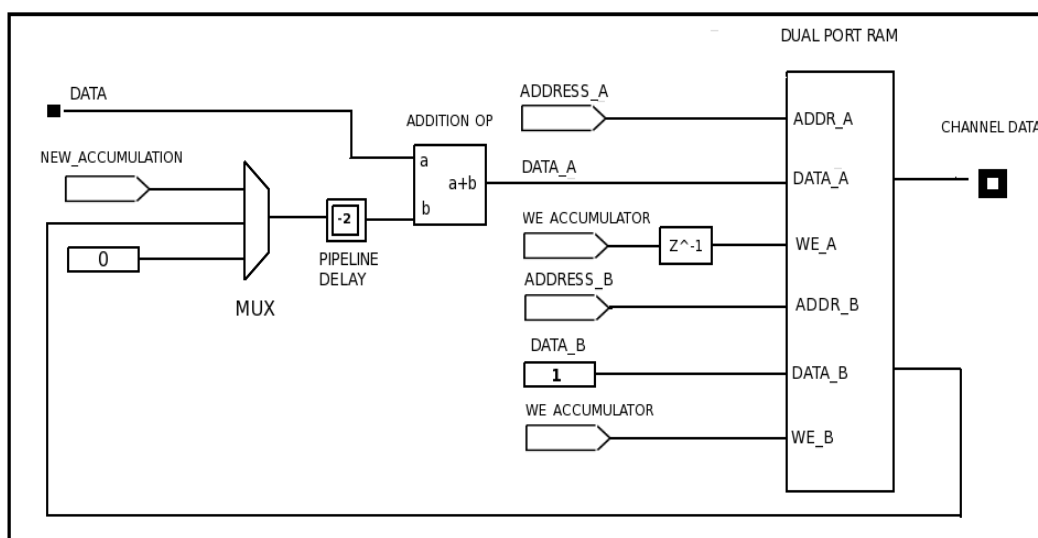 DUAL PORT RAM
DATA
ADDRESS_A
ADDITION OP
ADDR_A
CHANNEL DATA
NEW_ACCUMULATION
a
a+b
b
DATA_A
DATA_A
WE ACCUMULATOR
Z^-1
WE_A
0
-2
PIPELINE
DELAY
MUX
ADDRESS_B
ADDR_B
DATA_B
1
DATA_B
WE ACCUMULATOR
WE_B